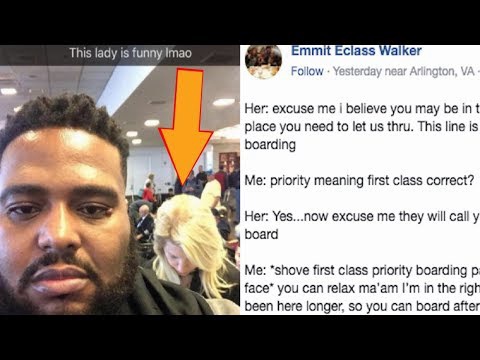 This lady is funny lmao
Emmit Eclass Walker
Follow · Yesterday near Arlington, VA ·
Her: excuse me i believe you may be in t
place you need to let us thru. This line is
boarding
Me: priority meaning first class correct?
Her: Yes...now excuse me they will call y
board
Me: *shove first class priority boarding pa
face* you can relax ma'am I'm in the righ
been here longer, so you can board after